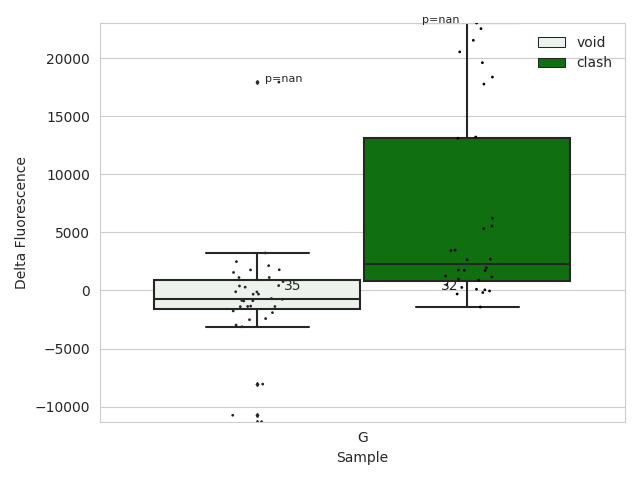 p=nan
void
clash
20000
p=nan
15000
10000
5000
35
32
0
−5000
−10000
Delta Fluorescence
G
Sample